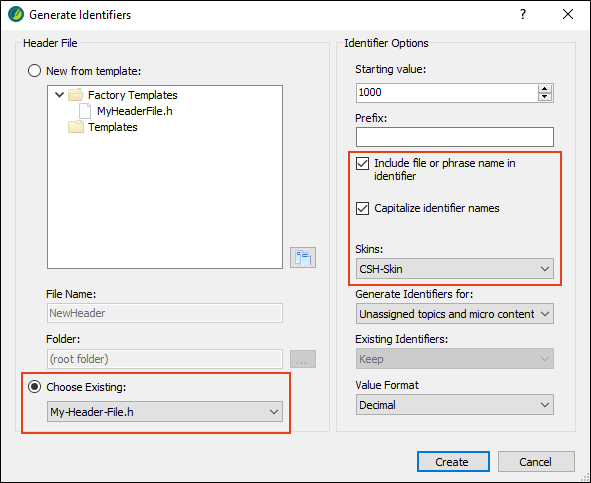 Generate Identifiers
?
Header File
New from template:
Factory Templates
MyHeaderFile.h
Templates
File Name:
NewHeader
Folder:
(root folder)
...
Choose Existing:
My-Header-File.h
Identifier Options
Starting value:
1000
Prefix:
Include file or phrase name in
identifier
Capitalize identifier names
Skins:
CSH-Skin
Generate Identifiers for:
Unassigned topics and micro content
Existing Identifiers:
Keep
Value Format
Decimal
Create
Cancel